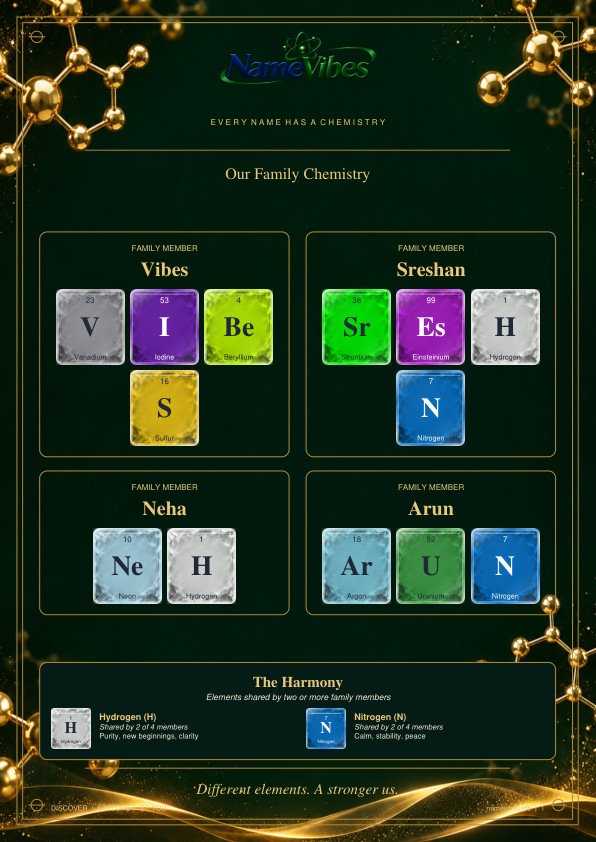 NameVibes
EVERY NAME HAS A CHEMISTRY
Our Family Chemistry
FAMILY MEMBER
Vibes
23
V
Vanadium
53
I
Iodine
4
Be
Beryllium
16
S
Sulfur
FAMILY MEMBER
Sreshan
38
Sr
Strontium
99
Es
Einsteinium
1
H
Hydrogen
7
N
Nitrogen
FAMILY MEMBER
Neha
10
Ne
Neon
1
H
Hydrogen
FAMILY MEMBER
Arun
18
Ar
Argon
92
U
Uranium
7
N
Nitrogen
The Harmony
Elements shared by two or more family members
1
H
Hydrogen
Hydrogen (H)
Shared by 2 of 4 members
Purity, new beginnings, clarity
7
N
Nitrogen
Nitrogen (N)
Shared by 2 of 4 members
Calm, stability, peace
Different elements. A stronger us.
DISCOVER